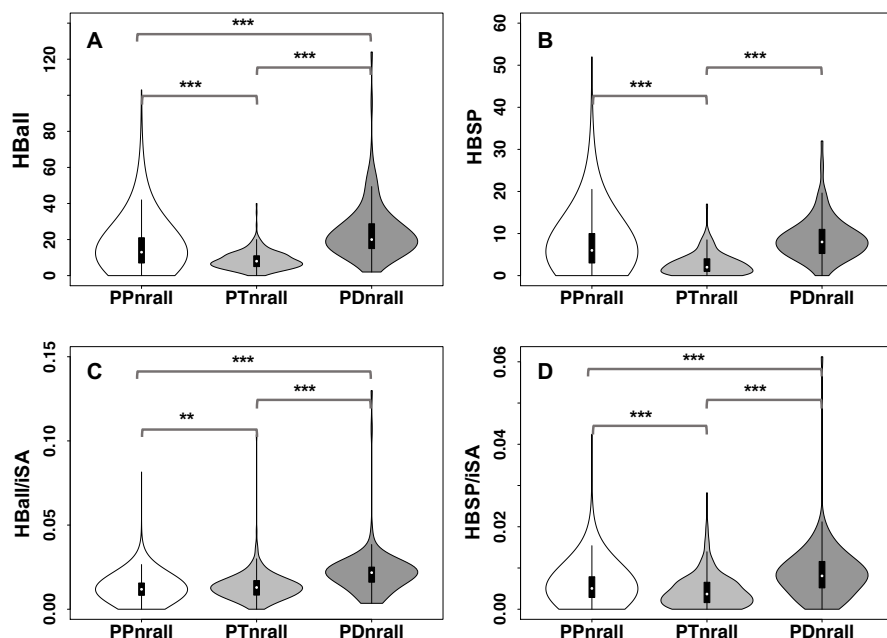 A
***
***
***
HBall
120
80
60
40
20
0
PPnrall PTnrall PDnrall
B
***
***
HBSP
60
50
40
30
20
10
0
PPnrall PTnrall PDnrall
C
***
***
**
HBall/iSA
0.15
0.10
0.05
0.00
PPnrall PTnrall PDnrall
D
***
***
***
HBSP/iSA
0.06
0.04
0.02
0.00
PPnrall PTnrall PDnrall